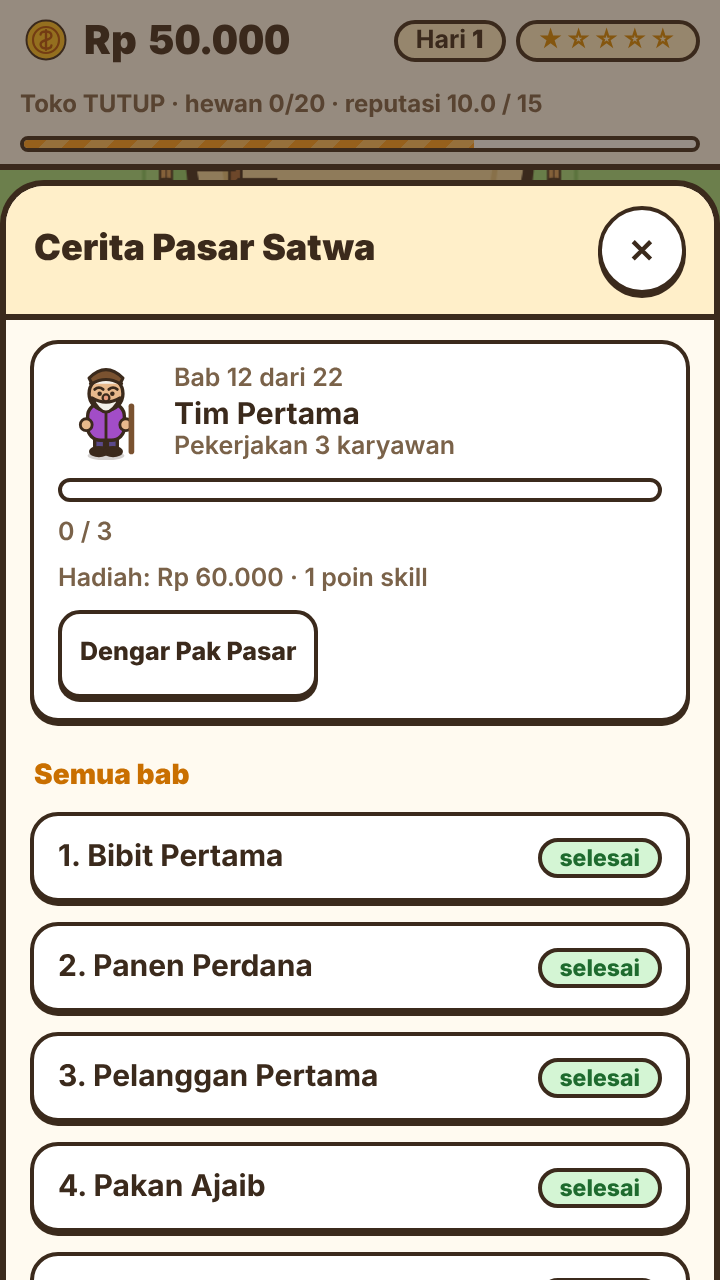 Rp 50.000
Hari 1
★ ☆ ☆ ☆ ☆
Toko TUTUP · hewan 0/20 · reputasi 10.0 / 15
Cerita Pasar Satwa
×
Bab 12 dari 22
Tim Pertama
Pekerjakan 3 karyawan
0 / 3
Hadiah: Rp 60.000 · 1 poin skill
Dengar Pak Pasar
Semua bab
1. Bibit Pertama
selesai
2. Panen Perdana
selesai
3. Pelanggan Pertama
selesai
4. Pakan Ajaib
selesai